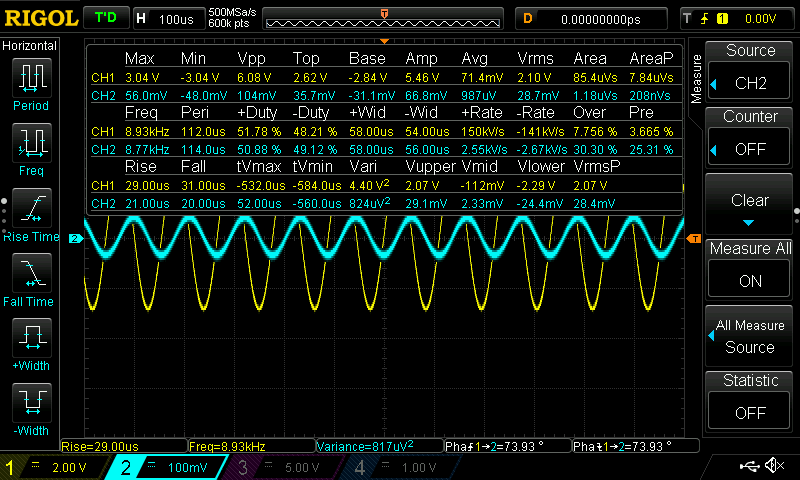 RIGOL T'D H 100us 500MSa/s 600k pts T D 0.00000000ps T 1 0.00V
Horizontal
Period
Freq
Rise Time
Fall Time
+Width
-Width
Max Min Vpp Top Base Amp Avg Vrms Area AreaP
CH1 3.04 V -3.04 V 6.08 V 2.62 V -2.84 V 5.46 V 71.4mV 2.10 V 85.4uVs 7.84uVs
CH2 56.0mV -48.0mV 104mV 35.7mV -31.1mV 66.8mV 987uV 28.7mV 1.18uVs 208nVs
Freq Peri +Duty -Duty +Wid -Wid +Rate -Rate Over Pre
CH1 8.93kHz 112.0us 51.78 % 48.21 % 58.00us 54.00us 150kV/s -141kV/s 7.756 % 3.665 %
CH2 8.77kHz 114.0us 50.88 % 49.12 % 58.00us 56.00us 2.55kV/s -2.67kV/s 30.30 % 25.31 %
Rise Fall tVmax tVmin Vari Vupper Vmid Vlower VrmsP
CH1 29.00us 31.00us -532.0us -584.0us 4.40 V² 2.07 V -112mV -2.29 V 2.07 V
CH2 21.00us 20.00us 52.00us -560.0us 824uV² 29.1mV 2.33mV -24.4mV 28.4mV
2
T
Measure
Source
CH2
Counter
OFF
Clear
Measure All
ON
All Measure
Source
Statistic
OFF
Rise=29.00us Freq=8.93kHz Variance=817uV² Pha1→2=73.93 ° Pha1→2=73.93 °
1 2.00 V 2 100mV 3 5.00 V 4 1.00 V